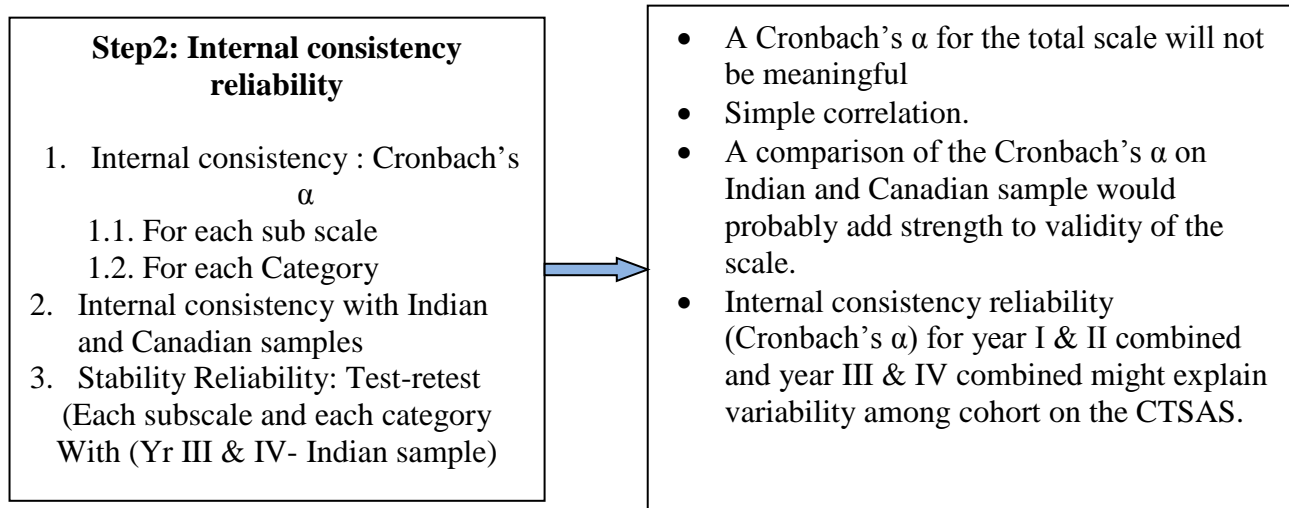 Step2: Internal consistency
reliability
1. Internal consistency : Cronbach's
α
1.1. For each sub scale
1.2. For each Category
2. Internal consistency with Indian
and Canadian samples
3. Stability Reliability: Test-retest
(Each subscale and each category
With (Yr III & IV- Indian sample)
• A Cronbach's α for the total scale will not
be meaningful
• Simple correlation.
• A comparison of the Cronbach's α on
Indian and Canadian sample would
probably add strength to validity of the
scale.
• Internal consistency reliability
(Cronbach's α) for year I & II combined
and year III & IV combined might explain
variability among cohort on the CTSAS.